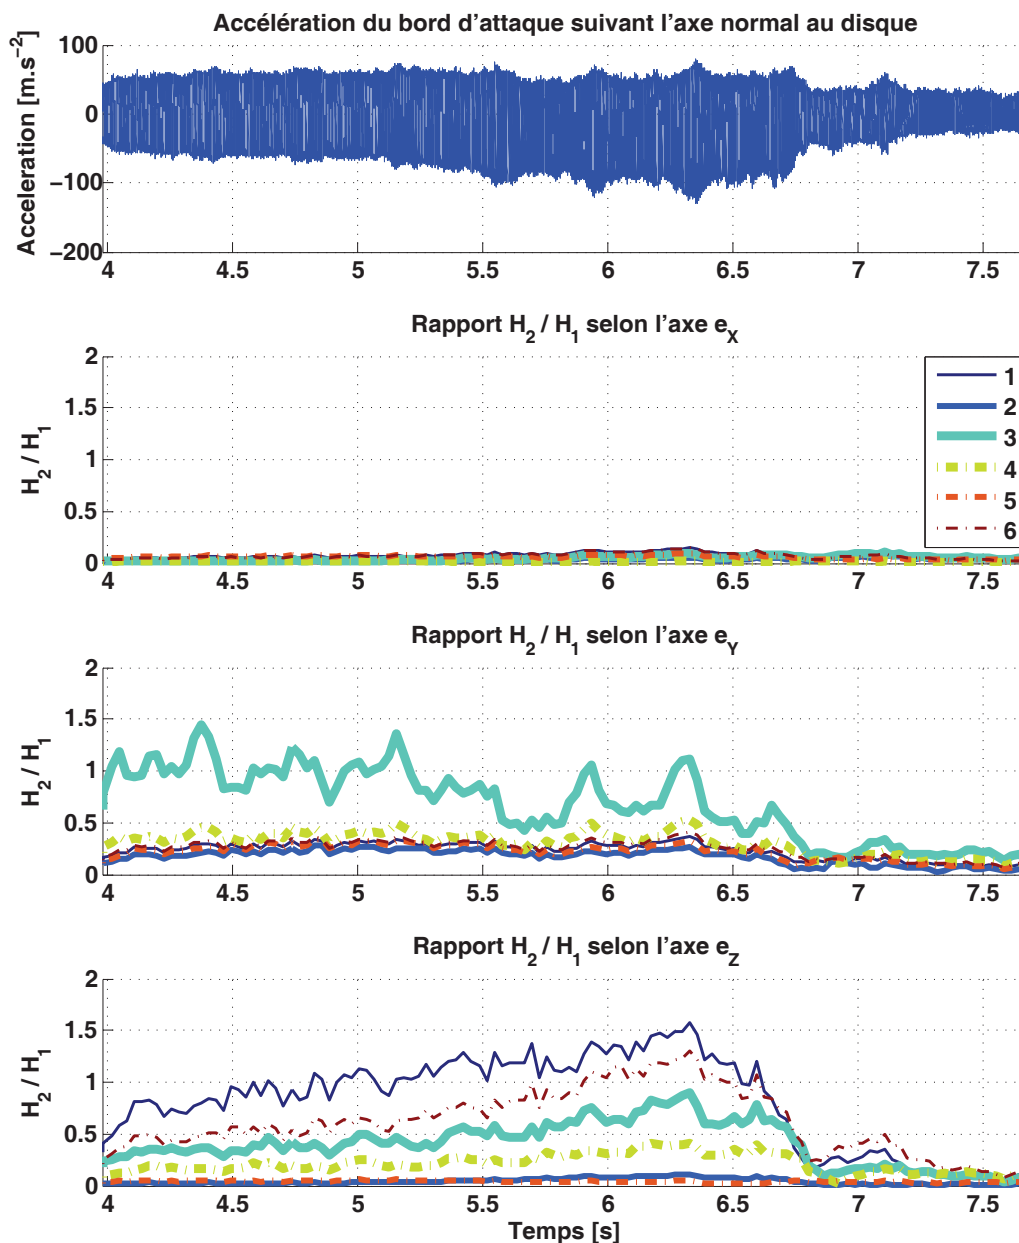 Accélération du bord d'attaque suivant l'axe normal au disque
Acceleration [m.s−2]
100
0
−100
−200
4 4.5 5 5.5 6 6.5 7 7.5
Rapport H2 / H1 selon l'axe eX
H2 / H1
2
1.5
1
0.5
0
1
2
3
4
5
6
4 4.5 5 5.5 6 6.5 7 7.5
Rapport H2 / H1 selon l'axe eY
H2 / H1
2
1.5
1
0.5
0
4 4.5 5 5.5 6 6.5 7 7.5
Rapport H2 / H1 selon l'axe eZ
H2 / H1
2
1.5
1
0.5
0
4 4.5 5 5.5 6 6.5 7 7.5
Temps [s]